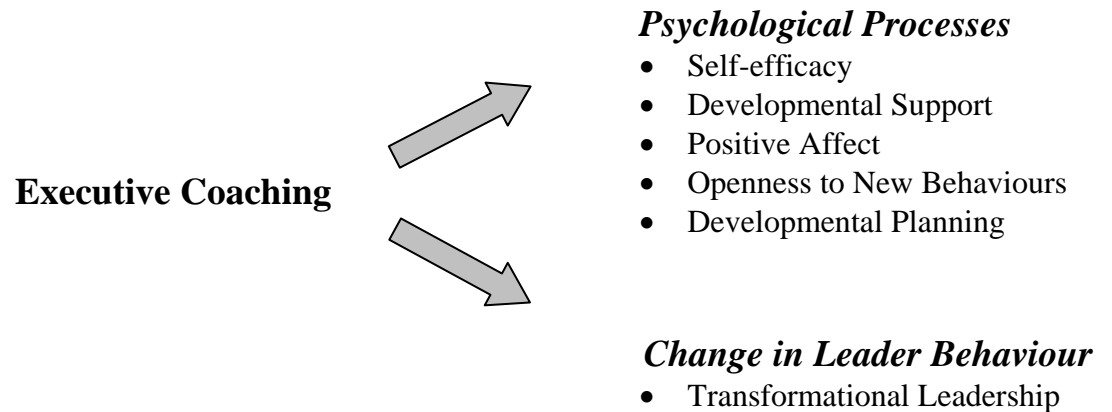 Psychological Processes
• Self-efficacy
• Developmental Support
• Positive Affect
• Openness to New Behaviours
• Developmental Planning
Executive Coaching
Change in Leader Behaviour
• Transformational Leadership